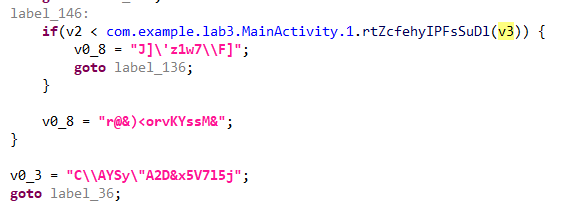 label_146:
if(v2 < com.example.lab3.MainActivity.1.rtZcfehyIPFsSuDl(v3)) {
v0_8 = "J]\'z1w7\\F]";
goto label_136;
}
v0_8 = "r@&)<orvKYssM&";
}
v0_3 = "C\\AYSy\"A2D&x5V7l5j";
goto label_36;